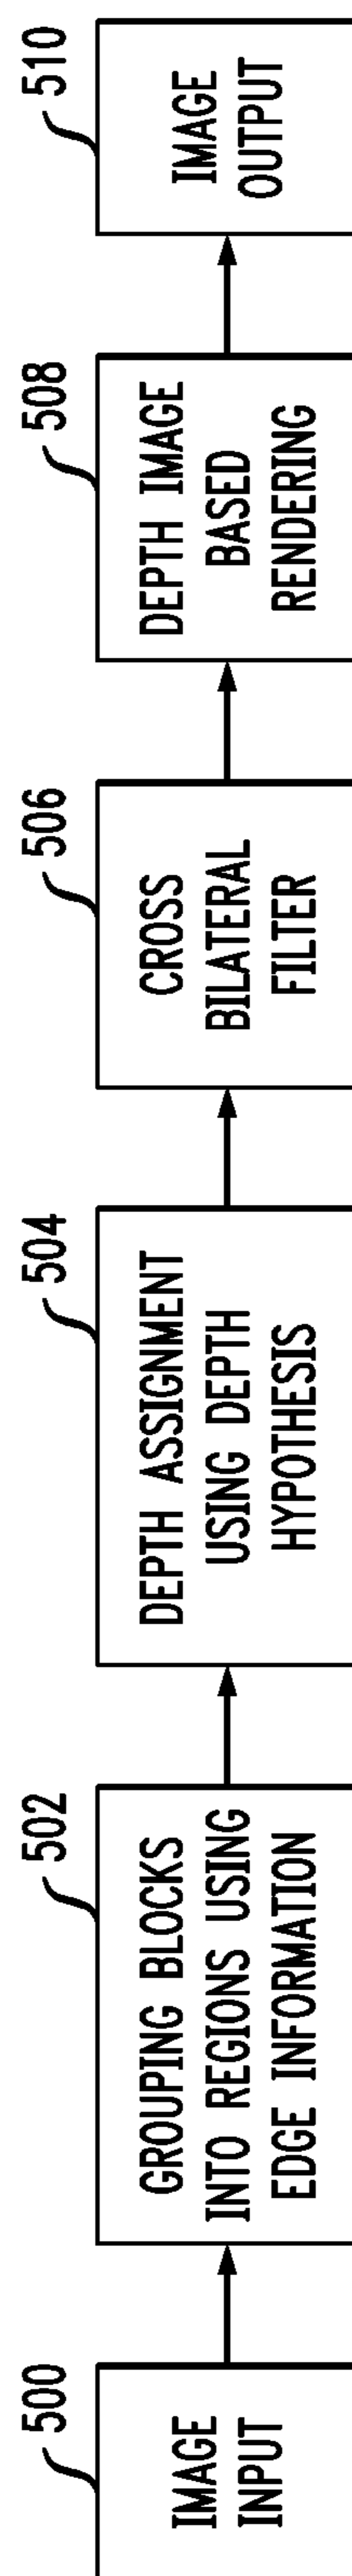 500
IMAGE
INPUT
502
GROUPING BLOCKS
INTO REGIONS USING
EDGE INFORMATION
504
DEPTH ASSIGNMENT
USING DEPTH
HYPOTHESIS
506
CROSS
BILATERAL
FILTER
508
DEPTH IMAGE
BASED
RENDERING
510
IMAGE
OUTPUT